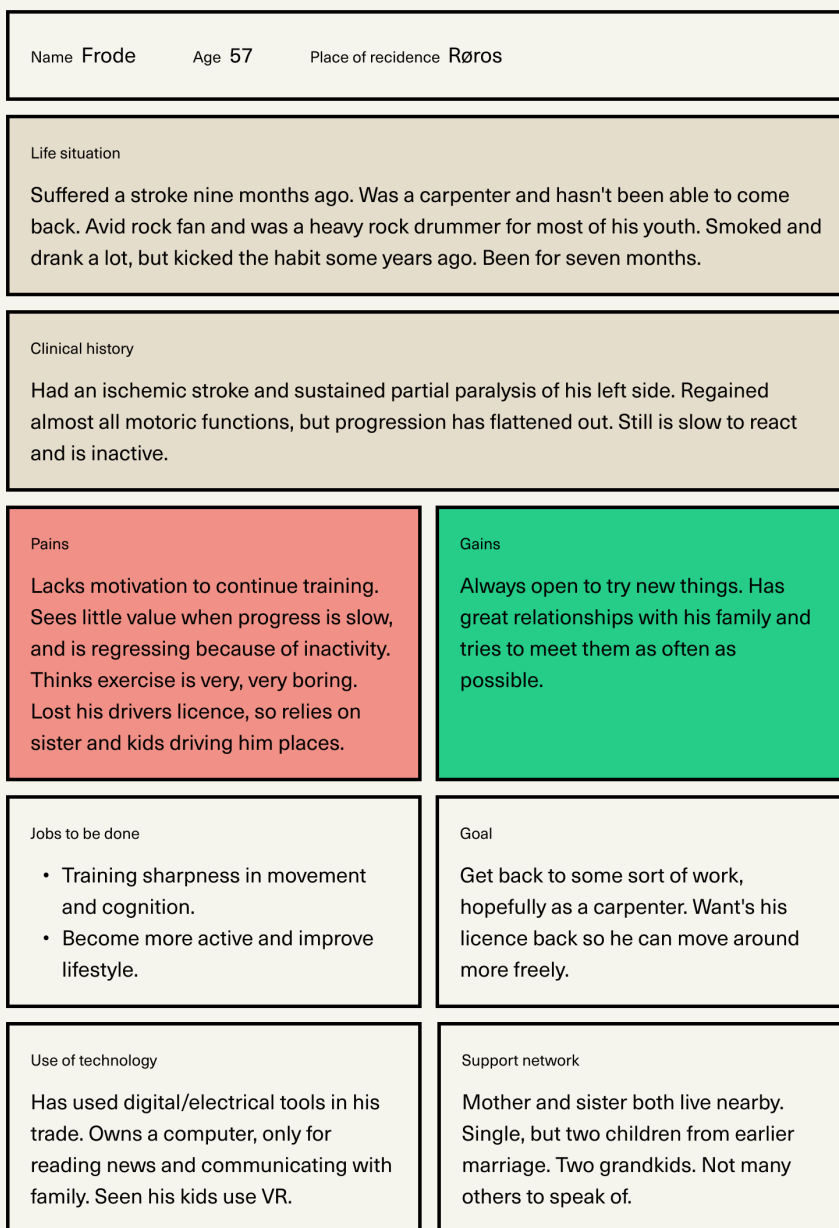 Name Frode Age 57 Place of recidence Røros
Life situation
Suffered a stroke nine months ago. Was a carpenter and hasn't been able to come
back. Avid rock fan and was a heavy rock drummer for most of his youth. Smoked and
drank a lot, but kicked the habit some years ago. Been for seven months.
Clinical history
Had an ischemic stroke and sustained partial paralysis of his left side. Regained
almost all motoric functions, but progression has flattened out. Still is slow to react
and is inactive.
Pains
Lacks motivation to continue training.
Sees little value when progress is slow,
and is regressing because of inactivity.
Thinks exercise is very, very boring.
Lost his drivers licence, so relies on
sister and kids driving him places.
Gains
Always open to try new things. Has
great relationships with his family and
tries to meet them as often as
possible.
Jobs to be done
• Training sharpness in movement
and cognition.
• Become more active and improve
lifestyle.
Goal
Get back to some sort of work,
hopefully as a carpenter. Want's his
licence back so he can move around
more freely.
Use of technology
Has used digital/electrical tools in his
trade. Owns a computer, only for
reading news and communicating with
family. Seen his kids use VR.
Support network
Mother and sister both live nearby.
Single, but two children from earlier
marriage. Two grandkids. Not many
others to speak of.